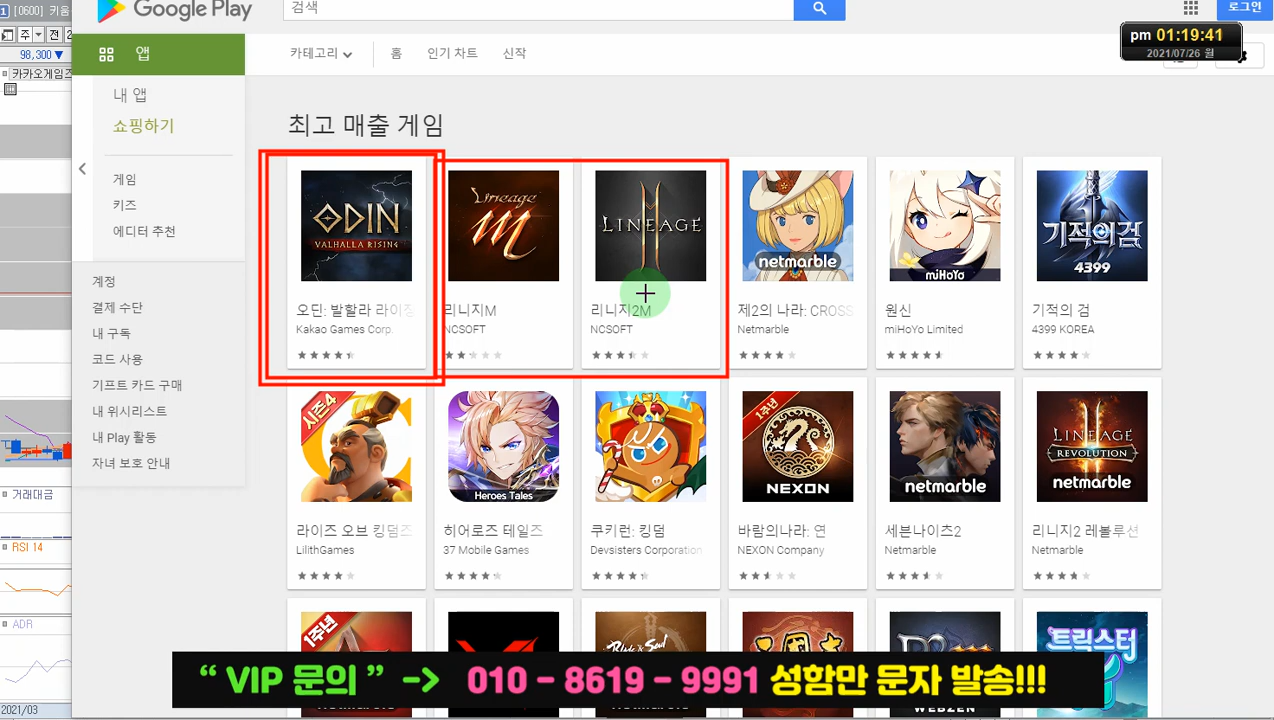 [0600] 키움
Google Play
검색
로그인
주
전
98,300▼
앱
카테고리
홈
인기 차트
신작
pm 01:19:41
2021/07/26 월
카카오게임즈
내 앱
쇼핑하기
게임
키즈
에디터 추천
계정
결제 수단
내 구독
코드 사용
기프트 카드 구매
내 위시리스트
내 Play 활동
자녀 보호 안내
거래대금
RSI 14
ADR
2021/03
최고 매출 게임
ODIN
VALHALLA RISING
오딘: 발할라 라이징
Kakao Games Corp.
Lineage
M
리니지M
NCSOFT
LINEAGE
리니지2M
NCSOFT
netmarble
제2의 나라: CROSS
Netmarble
miHoYo
원신
miHoYo Limited
기적의검
4399
기적의 검
4399 KOREA
시즌4
라이즈 오브 킹덤즈
LilithGames
Heroes Tales
히어로즈 테일즈
37 Mobile Games
쿠키런: 킹덤
Devsisters Corporation
1주년
NEXON
바람의나라: 연
NEXON Company
netmarble
세븐나이츠2
Netmarble
LINEAGE
REVOLUTION
netmarble
리니지2 레볼루션
Netmarble
1주년
Blade & Soul
트릭스터
WEBZEN
“ VIP 문의 ” -> 010 - 8619 - 9991 성함만 문자 발송!!!